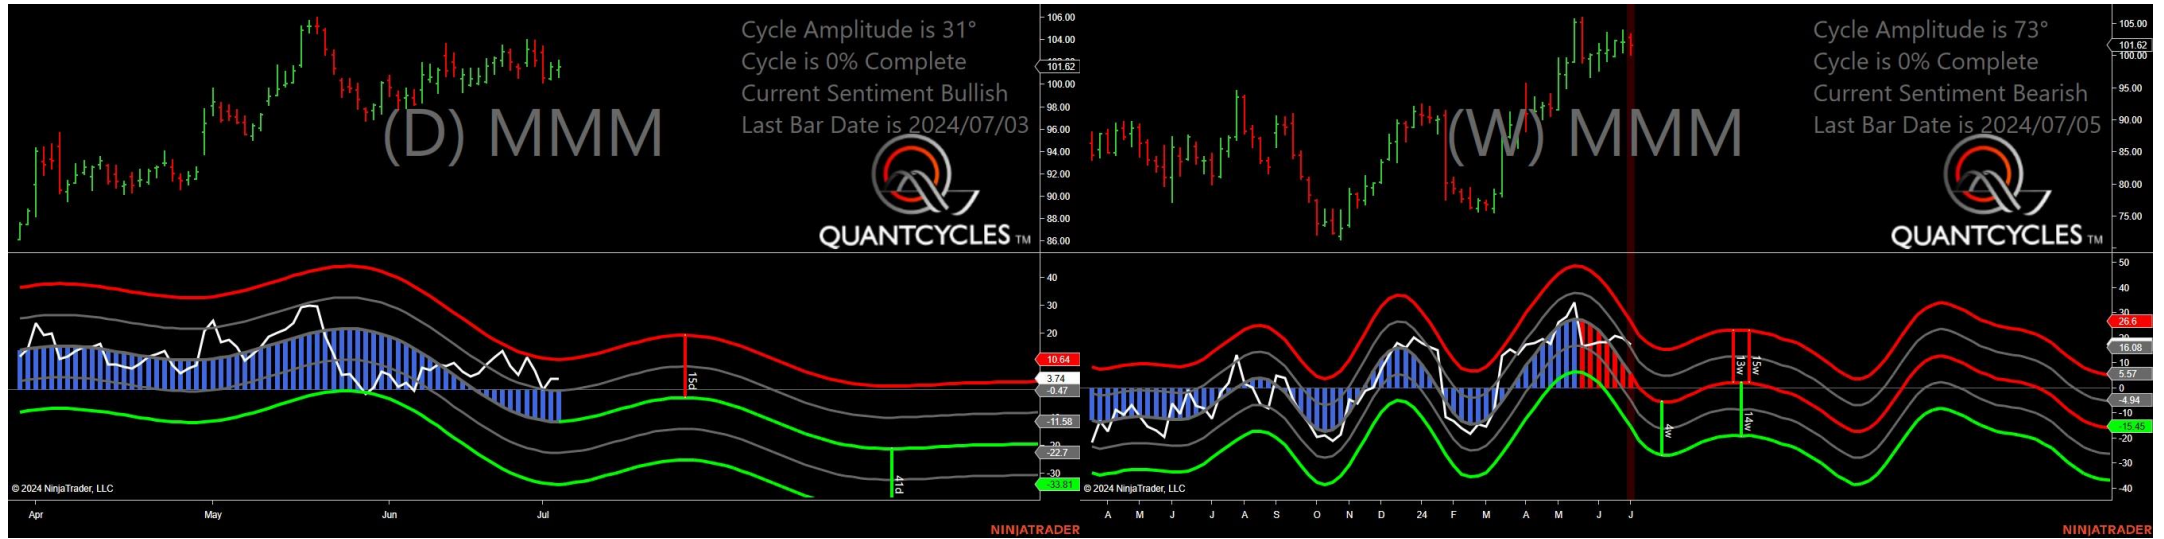 Cycle Amplitude is 31°
Cycle is 0% Complete
Current Sentiment Bullish
Last Bar Date is 2024/07/03
(D) MMM
QUANTCYCLES TM
106.00
104.00
101.62
100.00
98.00
96.00
94.00
92.00
90.00
88.00
86.00
40
30
20
10.64
3.74
-0.47
-11.58
-22.7
-30
-33.81
15d
41d
© 2024 NinjaTrader, LLC
Apr May Jun Jul
NINJATRADER
Cycle Amplitude is 73°
Cycle is 0% Complete
Current Sentiment Bearish
Last Bar Date is 2024/07/05
(W) MMM
QUANTCYCLES TM
105.00
101.62
100.00
95.00
90.00
85.00
80.00
75.00
50
40
30
26.6
16.08
10
5.57
0
-4.94
-10
-15.45
-20
-30
-40
4w
13w
15w
14w
© 2024 NinjaTrader, LLC
A M J J A S O N D 24 F M A M J J
NINJATRADER